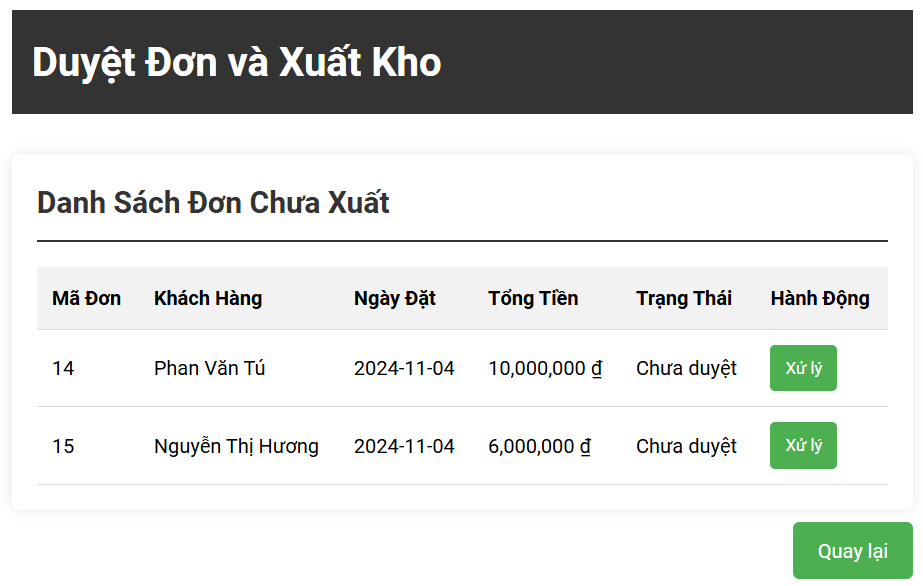 Duyệt Đơn và Xuất Kho
Danh Sách Đơn Chưa Xuất
Mã Đơn Khách Hàng Ngày Đặt Tổng Tiền Trạng Thái Hành Động
14 Phan Văn Tú 2024-11-04 10,000,000 ₫ Chưa duyệt Xử lý
15 Nguyễn Thị Hương 2024-11-04 6,000,000 ₫ Chưa duyệt Xử lý
Quay lại